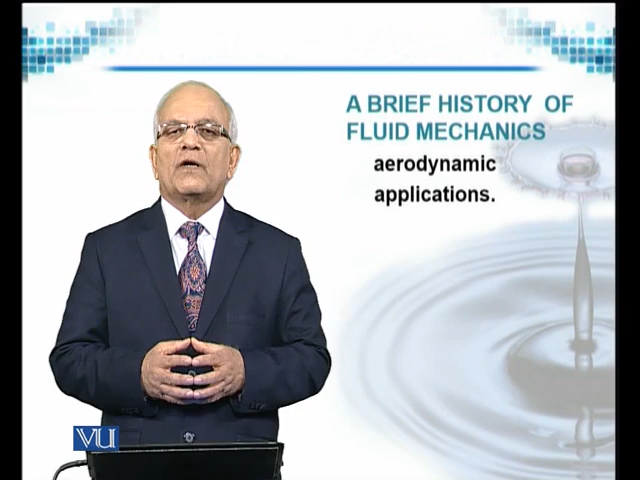 A BRIEF HISTORY OF
FLUID MECHANICS
aerodynamic
applications.
VU